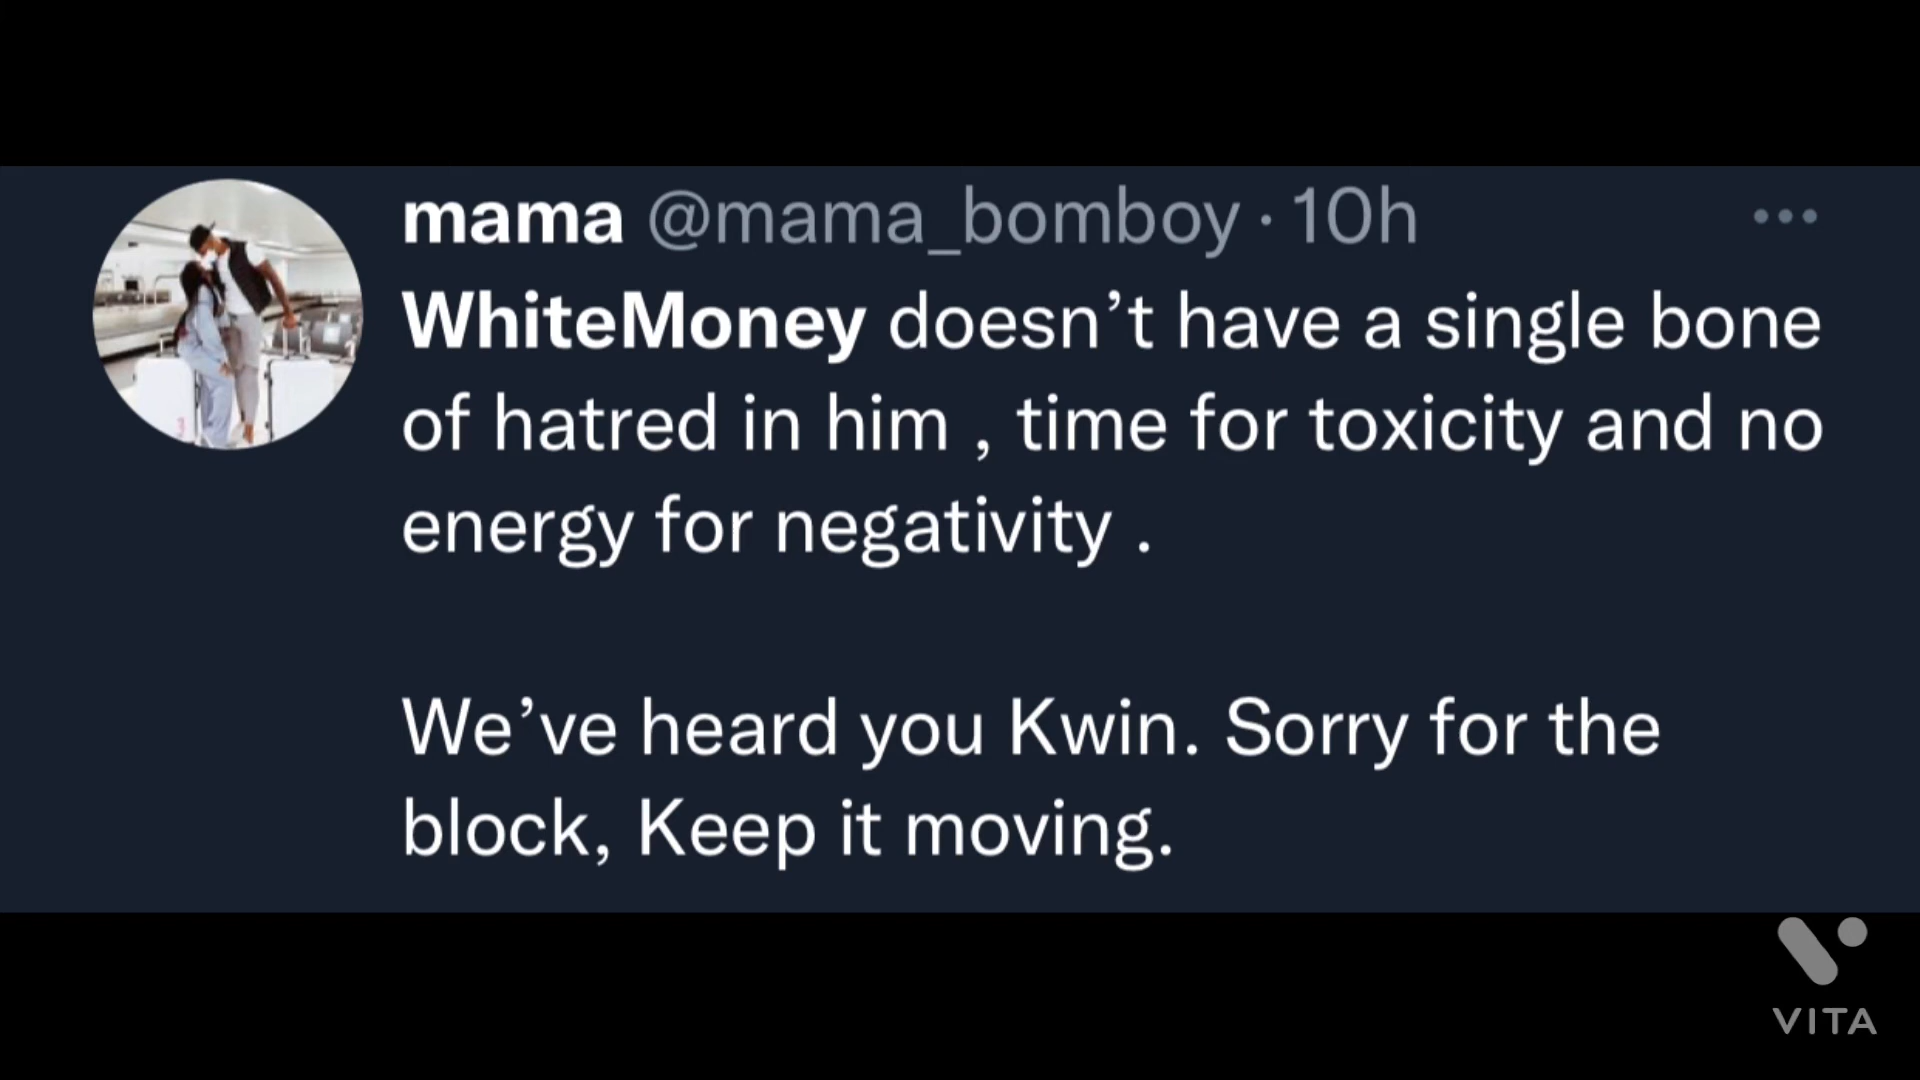 mama @mama_bomboy · 10h
WhiteMoney doesn’t have a single bone
of hatred in him , time for toxicity and no
energy for negativity .
We’ve heard you Kwin. Sorry for the
block, Keep it moving.
VITA